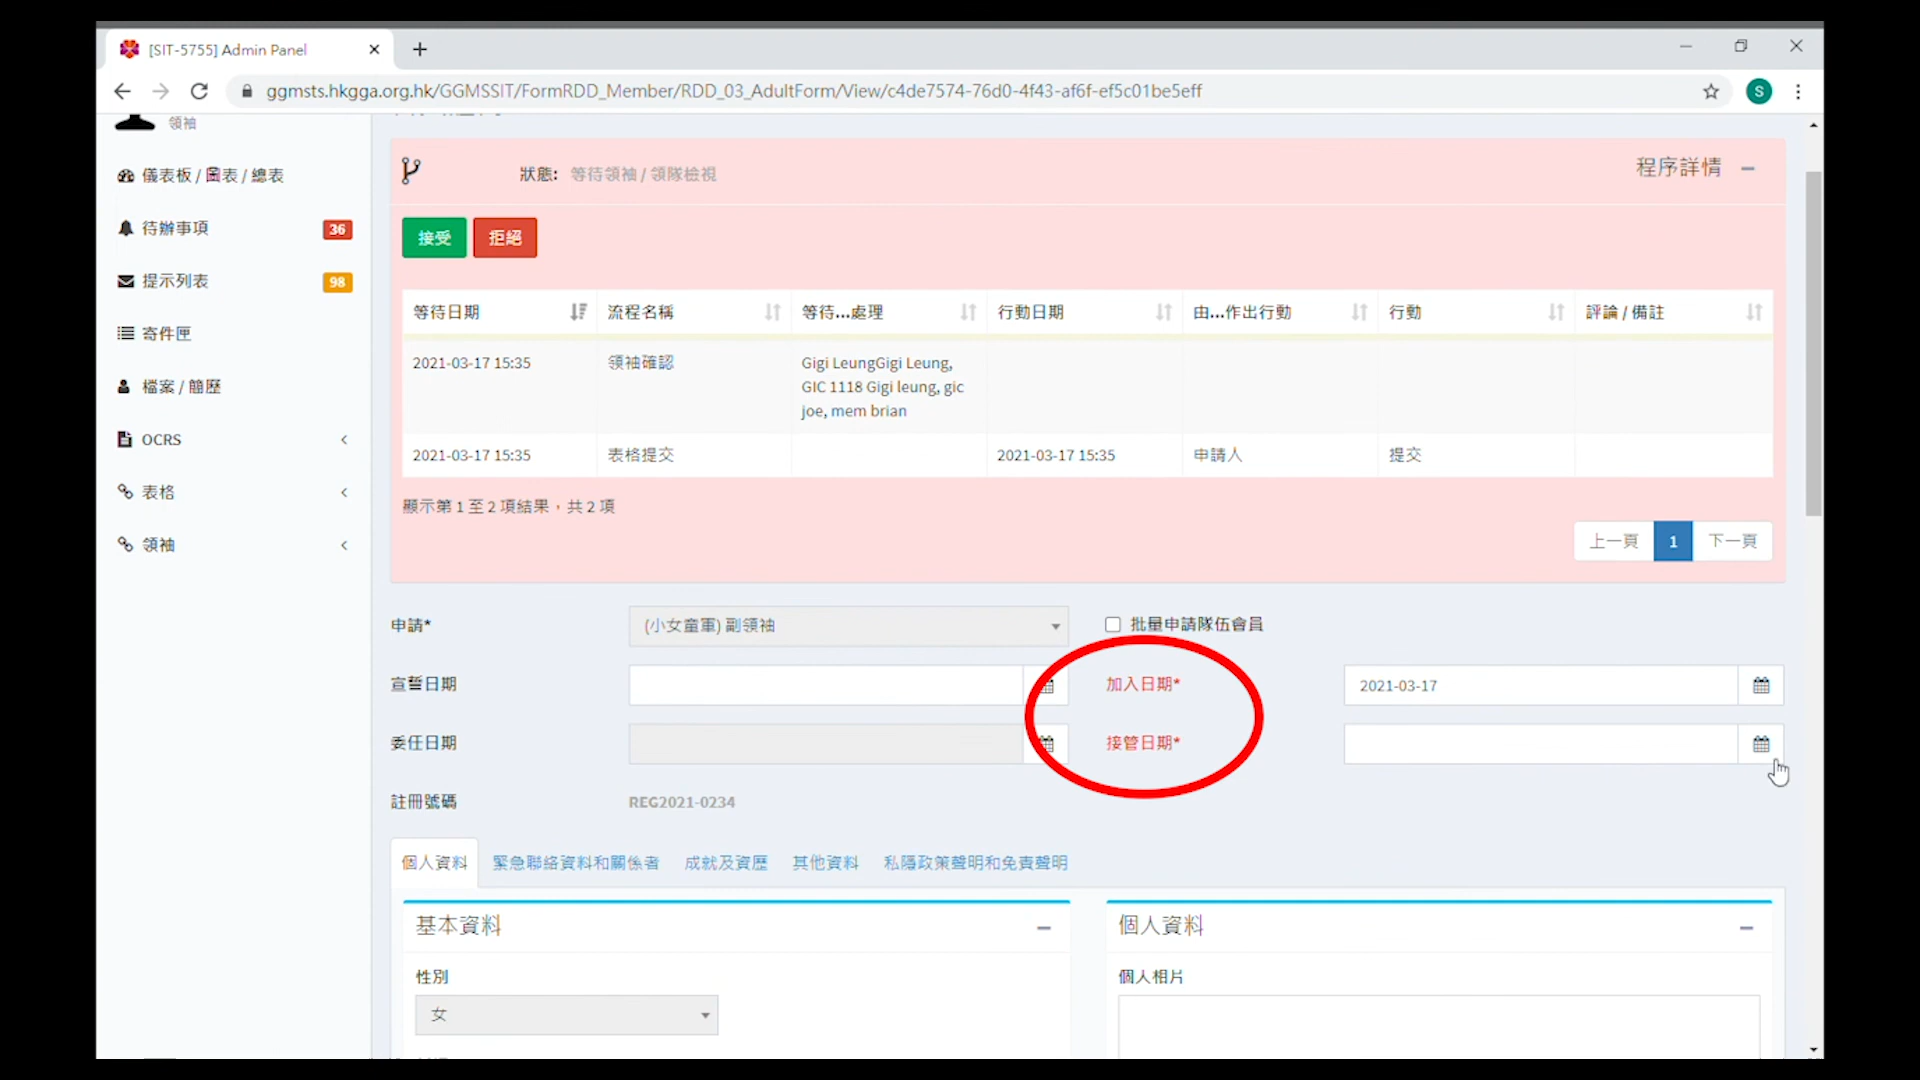 [SIT-5755] Admin Panel
ggmsts.hkgga.org.hk/GGMSSIT/FormRDD_Member/RDD_03_AdultForm/View/c4de7574-76d0-4f43-af6f-ef5c01be5eff
S
領袖
儀表板 / 圖表 / 總表
待辦事項 36
提示列表 98
寄件匣
檔案 / 簡歷
OCRS
表格
領袖
狀態: 等待領袖 / 領隊檢視
程序詳情
接受 拒絕
等待日期 流程名稱 等待...處理 行動日期 由...作出行動 行動 評論 / 備註
2021-03-17 15:35 領袖確認 Gigi LeungGigi Leung,
GIC 1118 Gigi leung, gic
joe, mem brian
2021-03-17 15:35 表格提交 2021-03-17 15:35 申請人 提交
顯示第 1 至 2 項結果，共 2 項
上一頁 1 下一頁
申請* (小女童軍) 副領袖 批量申請隊伍會員
宣誓日期 加入日期* 2021-03-17
委任日期 接管日期*
註冊號碼 REG2021-0234
個人資料 緊急聯絡資料和關係者 成就及資歷 其他資料 私隱政策聲明和免責聲明
基本資料 個人資料
性別 個人相片
女